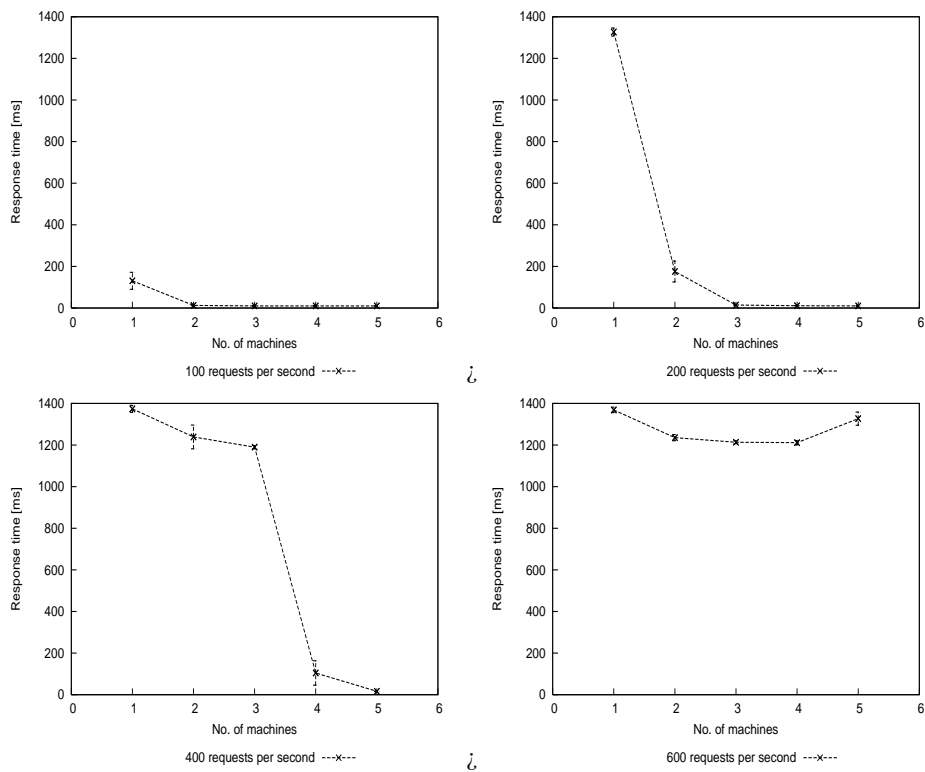 1400
1400
1200
1000
800
600
400
200
0
Response time [ms]
0 1 2 3 4 5 6
No. of machines
100 requests per second
¿
1400
1400
1200
1000
800
600
400
200
0
Response time [ms]
0 1 2 3 4 5 6
No. of machines
200 requests per second
1400
1200
1000
800
600
400
200
0
Response time [ms]
0 1 2 3 4 5 6
No. of machines
400 requests per second
¿
1400
1200
1000
800
600
400
200
0
Response time [ms]
0 1 2 3 4 5 6
No. of machines
600 requests per second